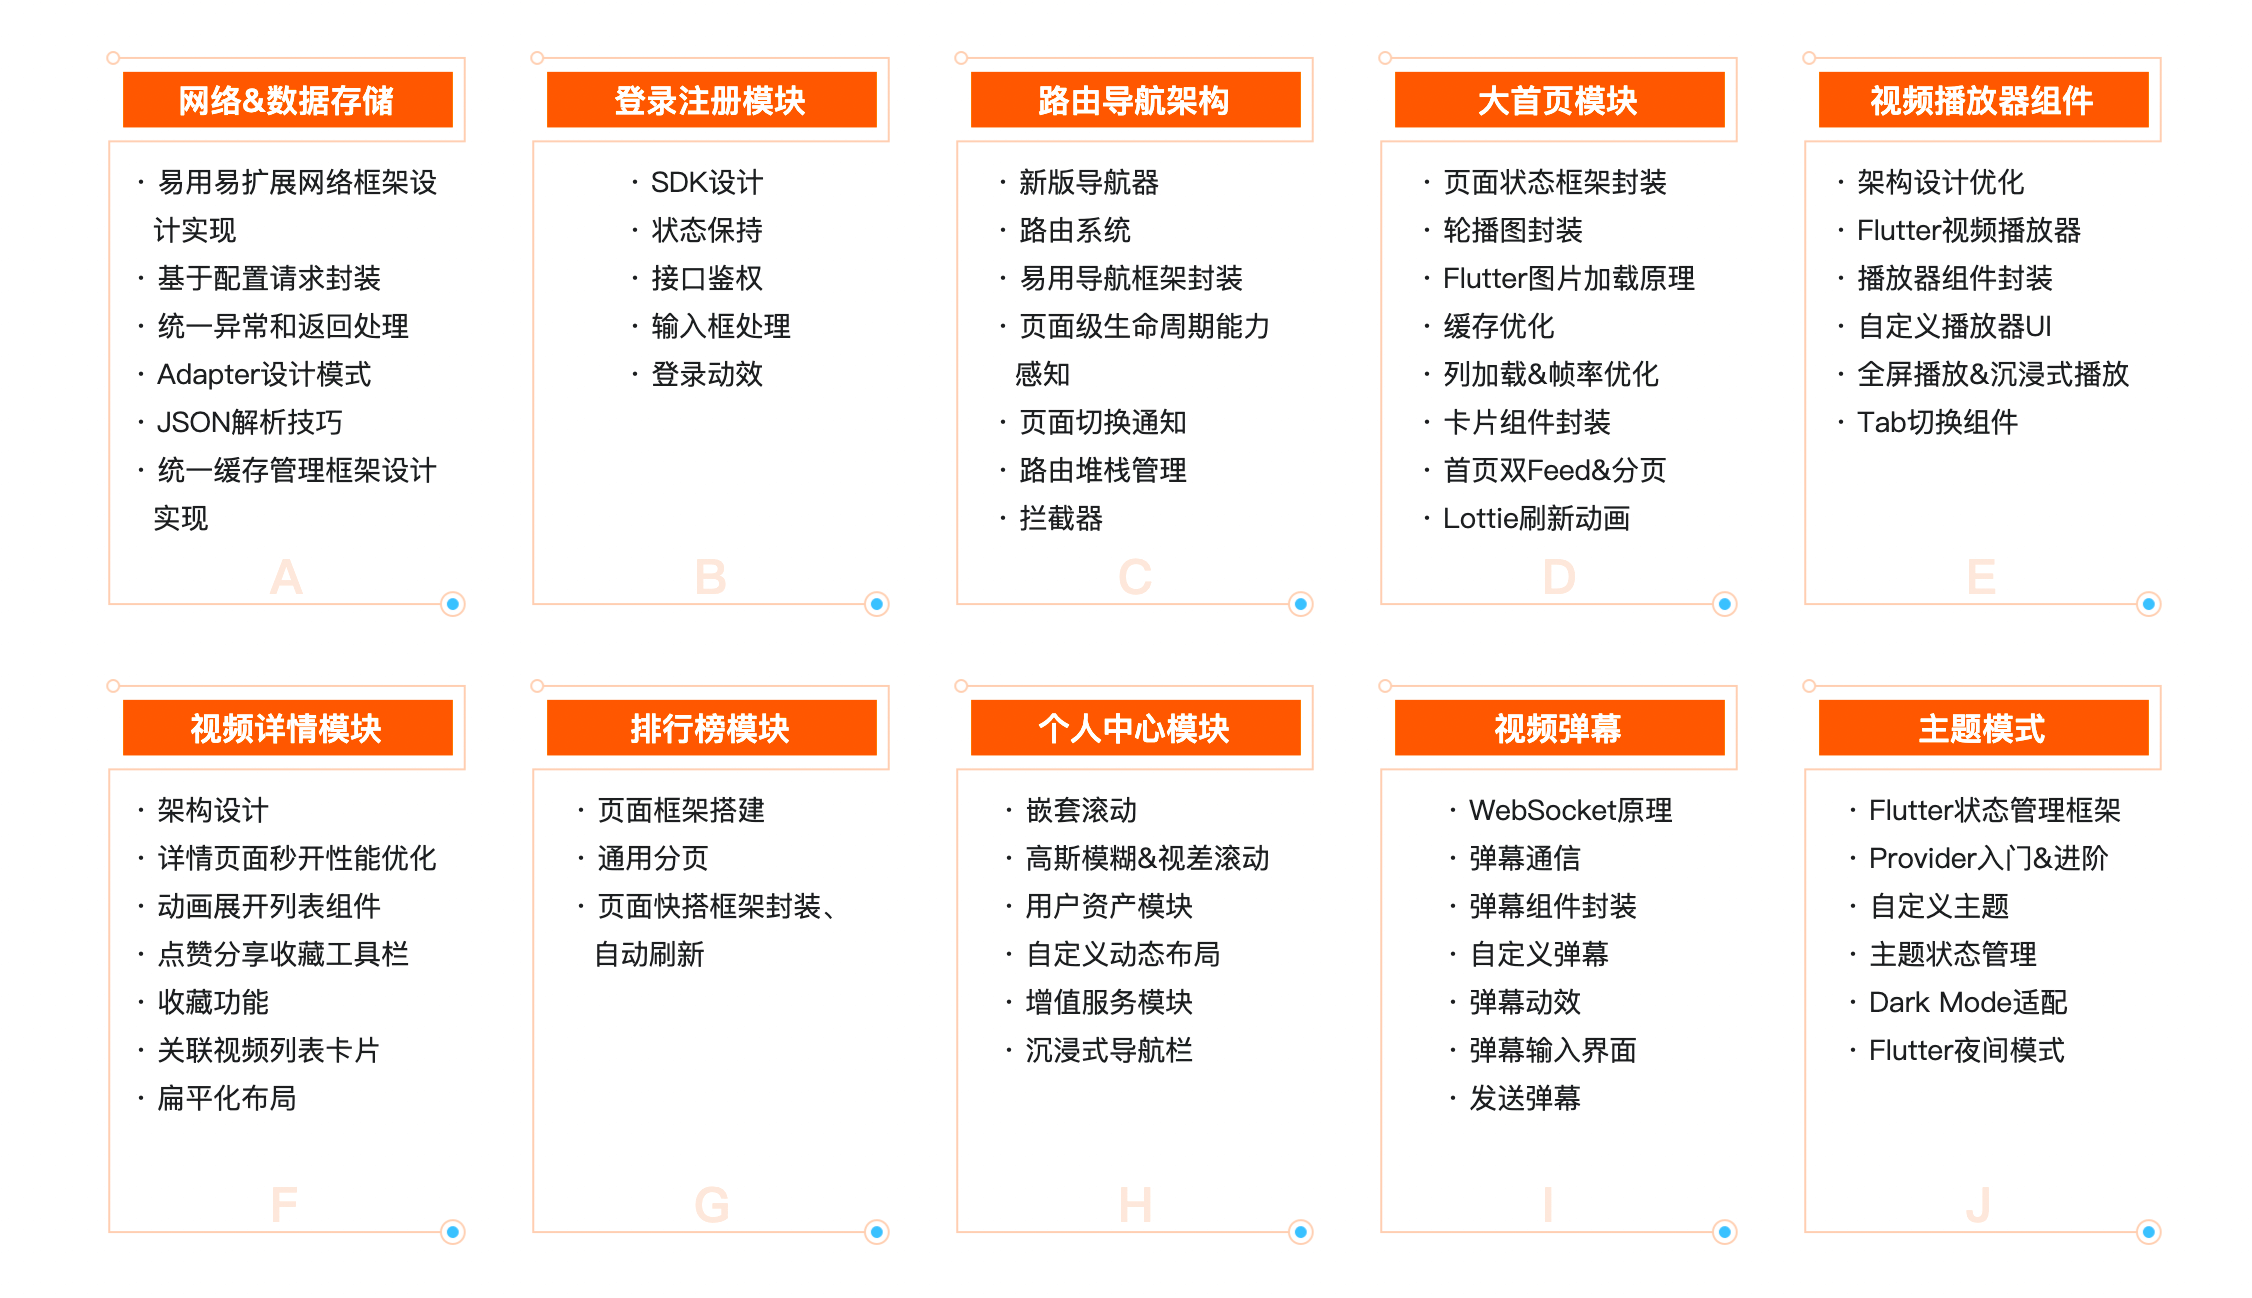 网络&数据存储
· 易用易扩展网络框架设
计实现
· 基于配置请求封装
· 统一异常和返回处理
· Adapter设计模式
· JSON解析技巧
· 统一缓存管理框架设计
实现
A
登录注册模块
· SDK设计
· 状态保持
· 接口鉴权
· 输入框处理
· 登录动效
B
路由导航架构
· 新版导航器
· 路由系统
· 易用导航框架封装
· 页面级生命周期能力
感知
· 页面切换通知
· 路由堆栈管理
· 拦截器
C
大首页模块
· 页面状态框架封装
· 轮播图封装
· Flutter图片加载原理
· 缓存优化
· 列加载&帧率优化
· 卡片组件封装
· 首页双Feed&分页
· Lottie刷新动画
D
视频播放器组件
· 架构设计优化
· Flutter视频播放器
· 播放器组件封装
· 自定义播放器UI
· 全屏播放&沉浸式播放
· Tab切换组件
E
视频详情模块
· 架构设计
· 详情页面秒开性能优化
· 动画展开列表组件
· 点赞分享收藏工具栏
· 收藏功能
· 关联视频列表卡片
· 扁平化布局
F
排行榜模块
· 页面框架搭建
· 通用分页
· 页面快搭框架封装、
自动刷新
G
个人中心模块
· 嵌套滚动
· 高斯模糊&视差滚动
· 用户资产模块
· 自定义动态布局
· 增值服务模块
· 沉浸式导航栏
H
视频弹幕
· WebSocket原理
· 弹幕通信
· 弹幕组件封装
· 自定义弹幕
· 弹幕动效
· 弹幕输入界面
· 发送弹幕
I
主题模式
· Flutter状态管理框架
· Provider入门&进阶
· 自定义主题
· 主题状态管理
· Dark Mode适配
· Flutter夜间模式
J